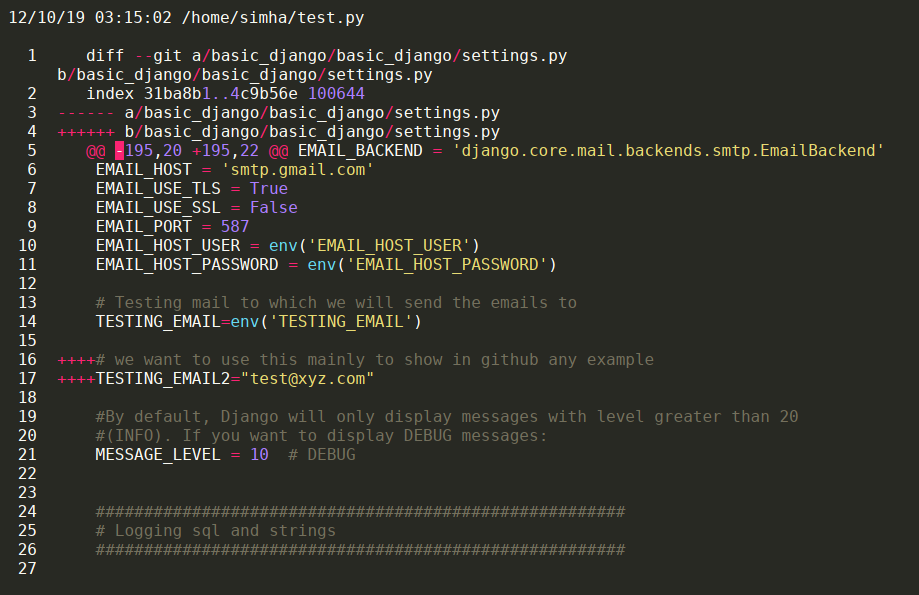 12/10/19 03:15:02 /home/simha/test.py
1 diff --git a/basic_django/basic_django/settings.py
b/basic_django/basic_django/settings.py
2 index 31ba8b1..4c9b56e 100644
3 ------ a/basic_django/basic_django/settings.py
4 ++++++ b/basic_django/basic_django/settings.py
5 @@ -195,20 +195,22 @@ EMAIL_BACKEND = 'django.core.mail.backends.smtp.EmailBackend'
6 EMAIL_HOST = 'smtp.gmail.com'
7 EMAIL_USE_TLS = True
8 EMAIL_USE_SSL = False
9 EMAIL_PORT = 587
10 EMAIL_HOST_USER = env('EMAIL_HOST_USER')
11 EMAIL_HOST_PASSWORD = env('EMAIL_HOST_PASSWORD')
12
13 # Testing mail to which we will send the emails to
14 TESTING_EMAIL=env('TESTING_EMAIL')
15
16 ++++# we want to use this mainly to show in github any example
17 ++++TESTING_EMAIL2="test@xyz.com"
18
19 #By default, Django will only display messages with level greater than 20
20 #(INFO). If you want to display DEBUG messages:
21 MESSAGE_LEVEL = 10  # DEBUG
22
23
24 #######################################################
25 # Logging sql and strings
26 #######################################################
27